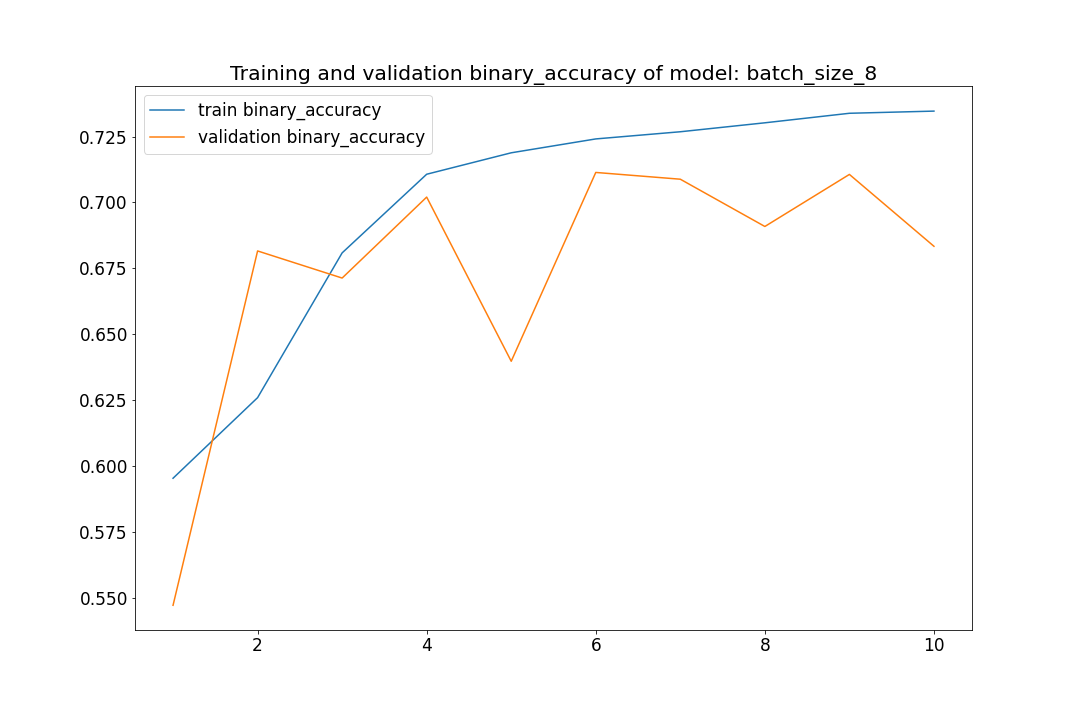 Training and validation binary_accuracy of model: batch_size_8
train binary_accuracy
validation binary_accuracy
0.725
0.700
0.675
0.650
0.625
0.600
0.575
0.550
2 4 6 8 10